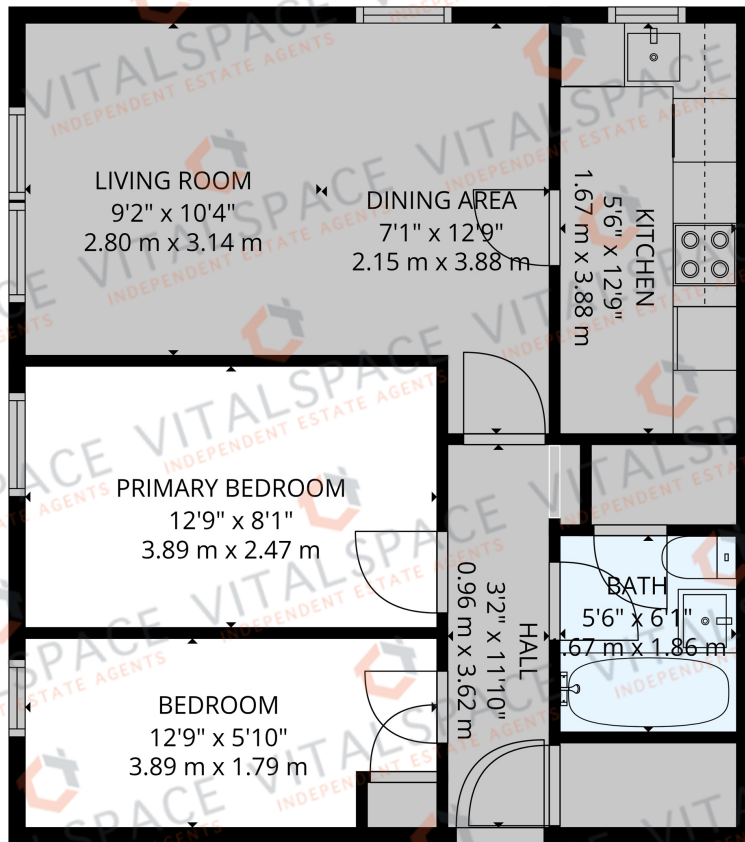 LIVING ROOM
9'2" x 10'4"
2.80 m x 3.14 m
DINING AREA
7'1" x 12'9"
2.15 m x 3.88 m
KITCHEN
5'6" x 12'9"
1.67 m x 3.88 m
PRIMARY BEDROOM
12'9" x 8'1"
3.89 m x 2.47 m
HALL
3'2" x 11'10"
0.96 m x 3.62 m
BATH
5'6" x 6'1"
.67 m x 1.86 m
BEDROOM
12'9" x 5'10"
3.89 m x 1.79 m
VITALSPACE
INDEPENDENT ESTATE AGENTS